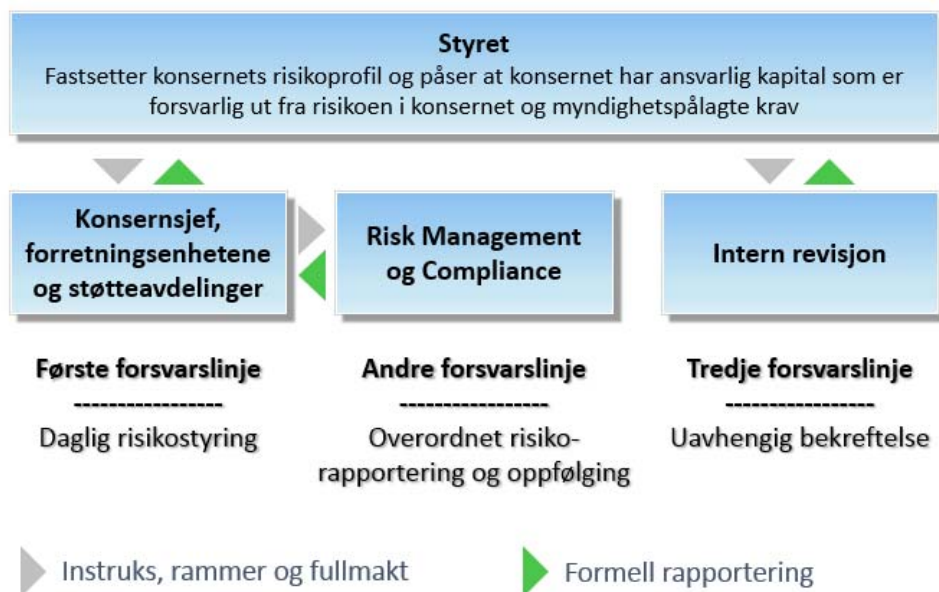 Styret
Fastsetter konsernets risikoprofil og påser at konsernet har ansvarlig kapital som er
forsvarlig ut fra risikoen i konsernet og myndighetspålagte krav
Konsernsjef,
forretningsenhetene
og støtteavdelinger
Risk Management
og Compliance
Intern revisjon
Første forsvarslinje
-----------------
Daglig risikostyring
Andre forsvarslinje
-----------------
Overordnet risiko-
rapportering og oppfølging
Tredje forsvarslinje
-----------------
Uavhengig bekreftelse
Instruks, rammer og fullmakt
Formell rapportering